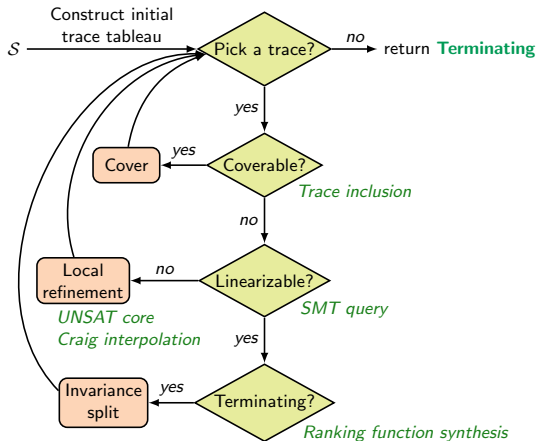 Construct initial
trace tableau
S
Pick a trace?
no
return Terminating
yes
Cover
yes
Coverable?
Trace inclusion
no
Local
refinement
no
Linearizable?
UNSAT core
Craig interpolation
SMT query
yes
Invariance
split
yes
Terminating?
Ranking function synthesis